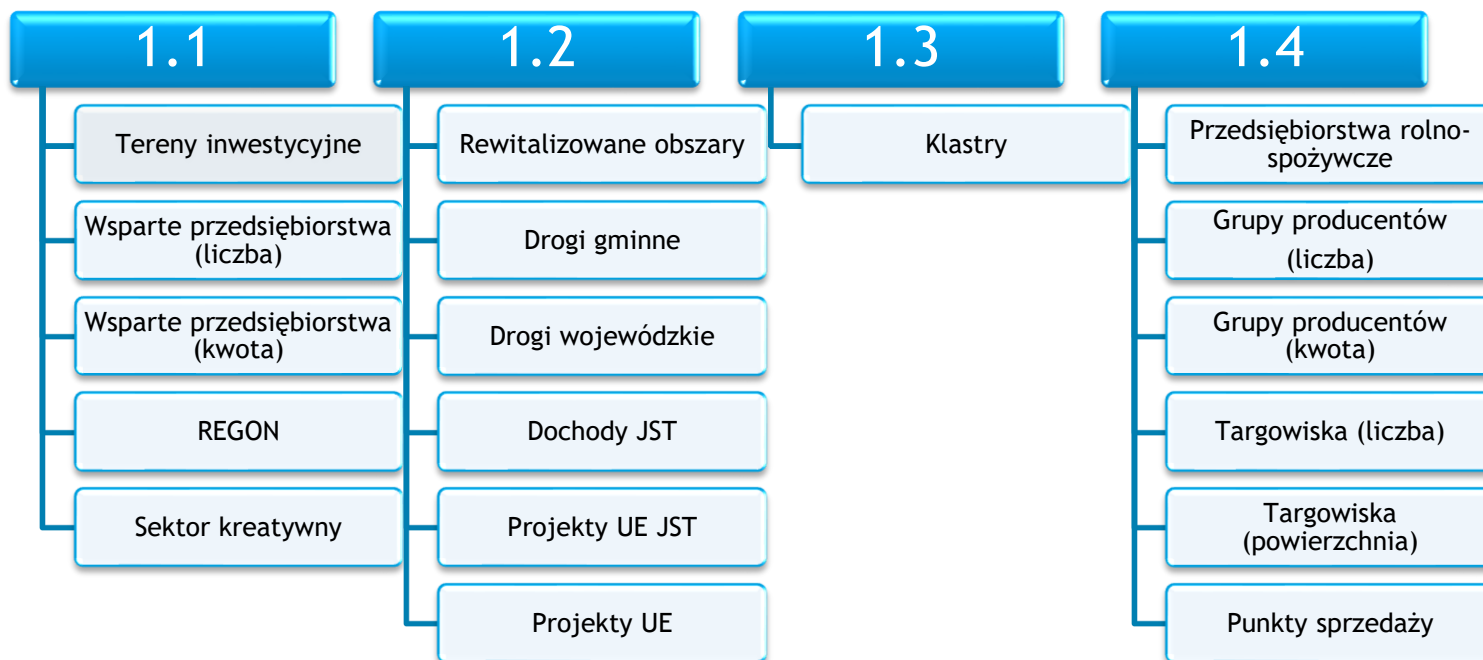 1.1
Tereny inwestycyjne
Wsparte przedsiębiorstwa
(liczba)
Wsparte przedsiębiorstwa
(kwota)
REGON
Sektor kreatywny
1.2
Rewitalizowane obszary
Drogi gminne
Drogi wojewódzkie
Dochody JST
Projekty UE JST
Projekty UE
1.3
Klastry
1.4
Przedsiębiorstwa rolno-
spożywcze
Grupy producentów
(liczba)
Grupy producentów
(kwota)
Targowiska (liczba)
Targowiska
(powierzchnia)
Punkty sprzedaży